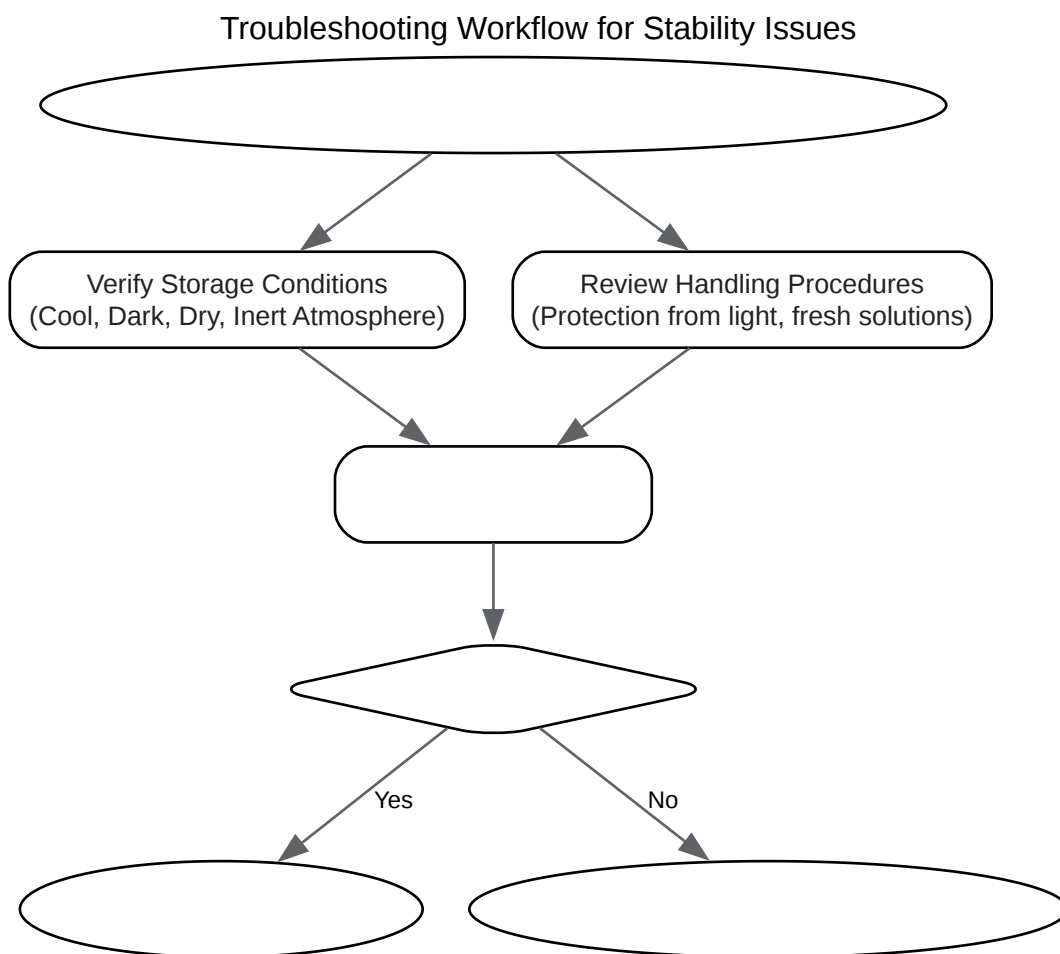 Troubleshooting Workflow for Stability Issues
Verify Storage Conditions
(Cool, Dark, Dry, Inert Atmosphere)
Review Handling Procedures
(Protection from light, fresh solutions)
Yes
No